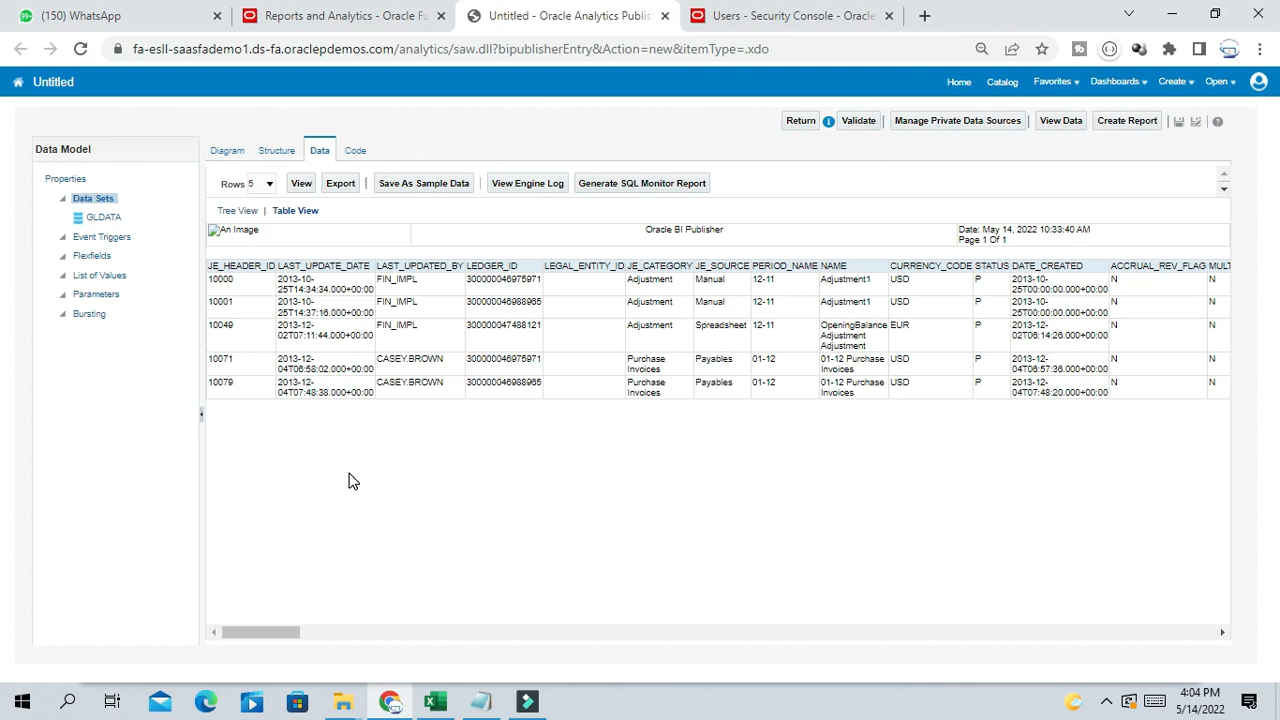 (150) WhatsApp
Reports and Analytics - Oracle Fu
Untitled - Oracle Analytics Publis
Users - Security Console - Oracle
fa-esll-saasfademo1.ds-fa.oraclepdemos.com/analytics/saw.dll?bipublisherEntry&Action=new&itemType=.xdo
Untitled
Home Catalog Favorites Dashboards Create Open
Return Validate Manage Private Data Sources View Data Create Report
Data Model
Properties
Data Sets
GLDATA
Event Triggers
Flexfields
List of Values
Parameters
Bursting
Diagram Structure Data Code
Rows 5 View Export Save As Sample Data View Engine Log Generate SQL Monitor Report
Tree View Table View
An Image
Oracle BI Publisher
Date: May 14, 2022 10:33:40 AM
Page 1 Of 1
JE_HEADER_ID LAST_UPDATE_DATE LAST_UPDATED_BY LEDGER_ID LEGAL_ENTITY_ID JE_CATEGORY JE_SOURCE PERIOD_NAME NAME CURRENCY_CODE STATUS DATE_CREATED ACCRUAL_REV_FLAG MULT
10000 2013-10- FIN_IMPL 300000046975971 Adjustment Manual 12-11 Adjustment1 USD P 2013-10- N N
25T14:34:34.000+00:00 25T00:00:00.000+00:00
10001 2013-10- FIN_IMPL 300000046988965 Adjustment Manual 12-11 Adjustment1 USD P 2013-10- N N
25T14:37:16.000+00:00 25T00:00:00.000+00:00
10049 2013-12- FIN_IMPL 300000047488121 Adjustment Spreadsheet 12-11 OpeningBalance EUR P 2013-12- N N
02T07:11:44.000+00:00 Adjustment 02T06:14:26.000+00:00
Adjustment
10071 2013-12- CASEY.BROWN 300000046975971 Purchase Payables 01-12 01-12 Purchase USD P 2013-12- N N
04T06:58:02.000+00:00 Invoices Invoices 04T06:57:36.000+00:00
10079 2013-12- CASEY.BROWN 300000046988965 Purchase Payables 01-12 01-12 Purchase USD P 2013-12- N N
04T07:48:38.000+00:00 Invoices Invoices 04T07:48:20.000+00:00
4:04 PM
5/14/2022